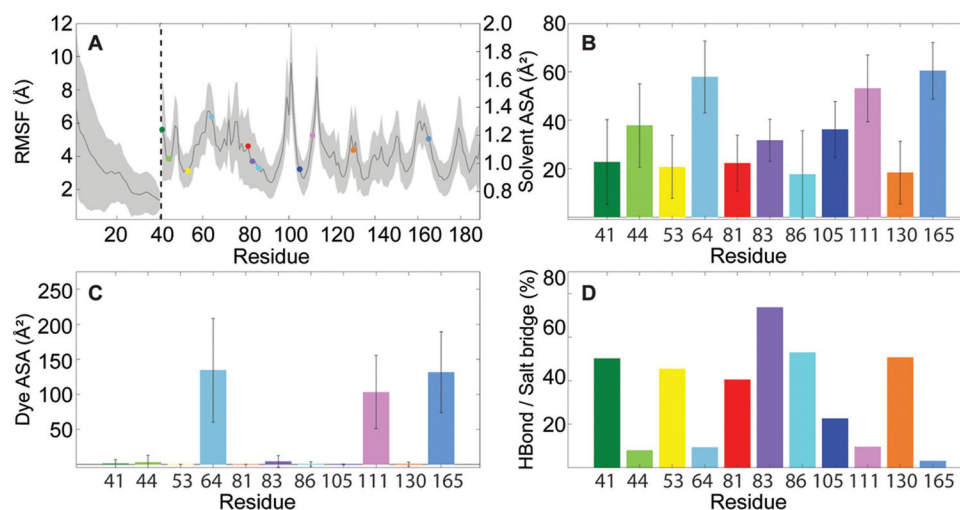 A
RMSF (Å)
12
10
8
6
4
2
2.0
1.8
1.6
1.4
1.2
1.0
0.8
20 40 60 80 100 120 140 160 180
Residue
B
Solvent ASA (Å²)
80
60
40
20
41 44 53 64 81 83 86 105 111 130 165
Residue
C
Dye ASA (Å²)
250
200
150
100
50
41 44 53 64 81 83 86 105 111 130 165
Residue
D
HBond / Salt bridge (%)
80
60
40
20
41 44 53 64 81 83 86 105 111 130 165
Residue